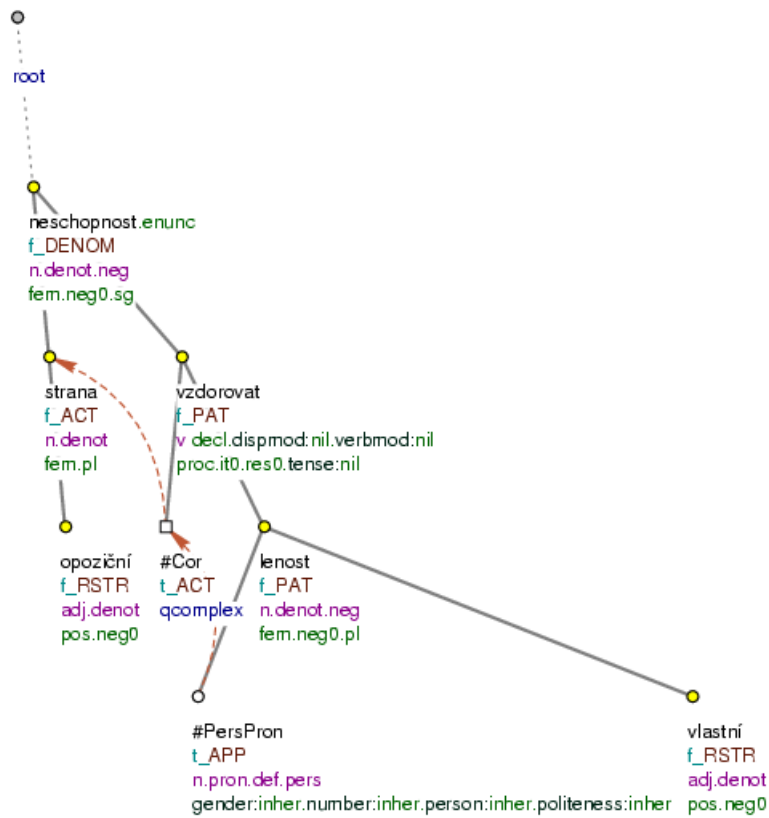 root
neschopnost.enunc
f_DENOM
n.denot.neg
fem.neg0.sg
strana
f_ACT
n.denot
fem.pl
vzdorovat
f_PAT
v decl.dispmod:nil.verbmod:nil
proc.it0.res0.tense:nil
opoziční
f_RSTR
adj.denot
pos.neg0
#Cor
t_ACT
qcomplex
lenost
f_PAT
n.denot.neg
fem.neg0.pl
#PersPron
t_APP
n.pron.def.pers
gender:inher.number:inher.person:inher.politeness:inher
vlastní
f_RSTR
adj.denot
pos.neg0